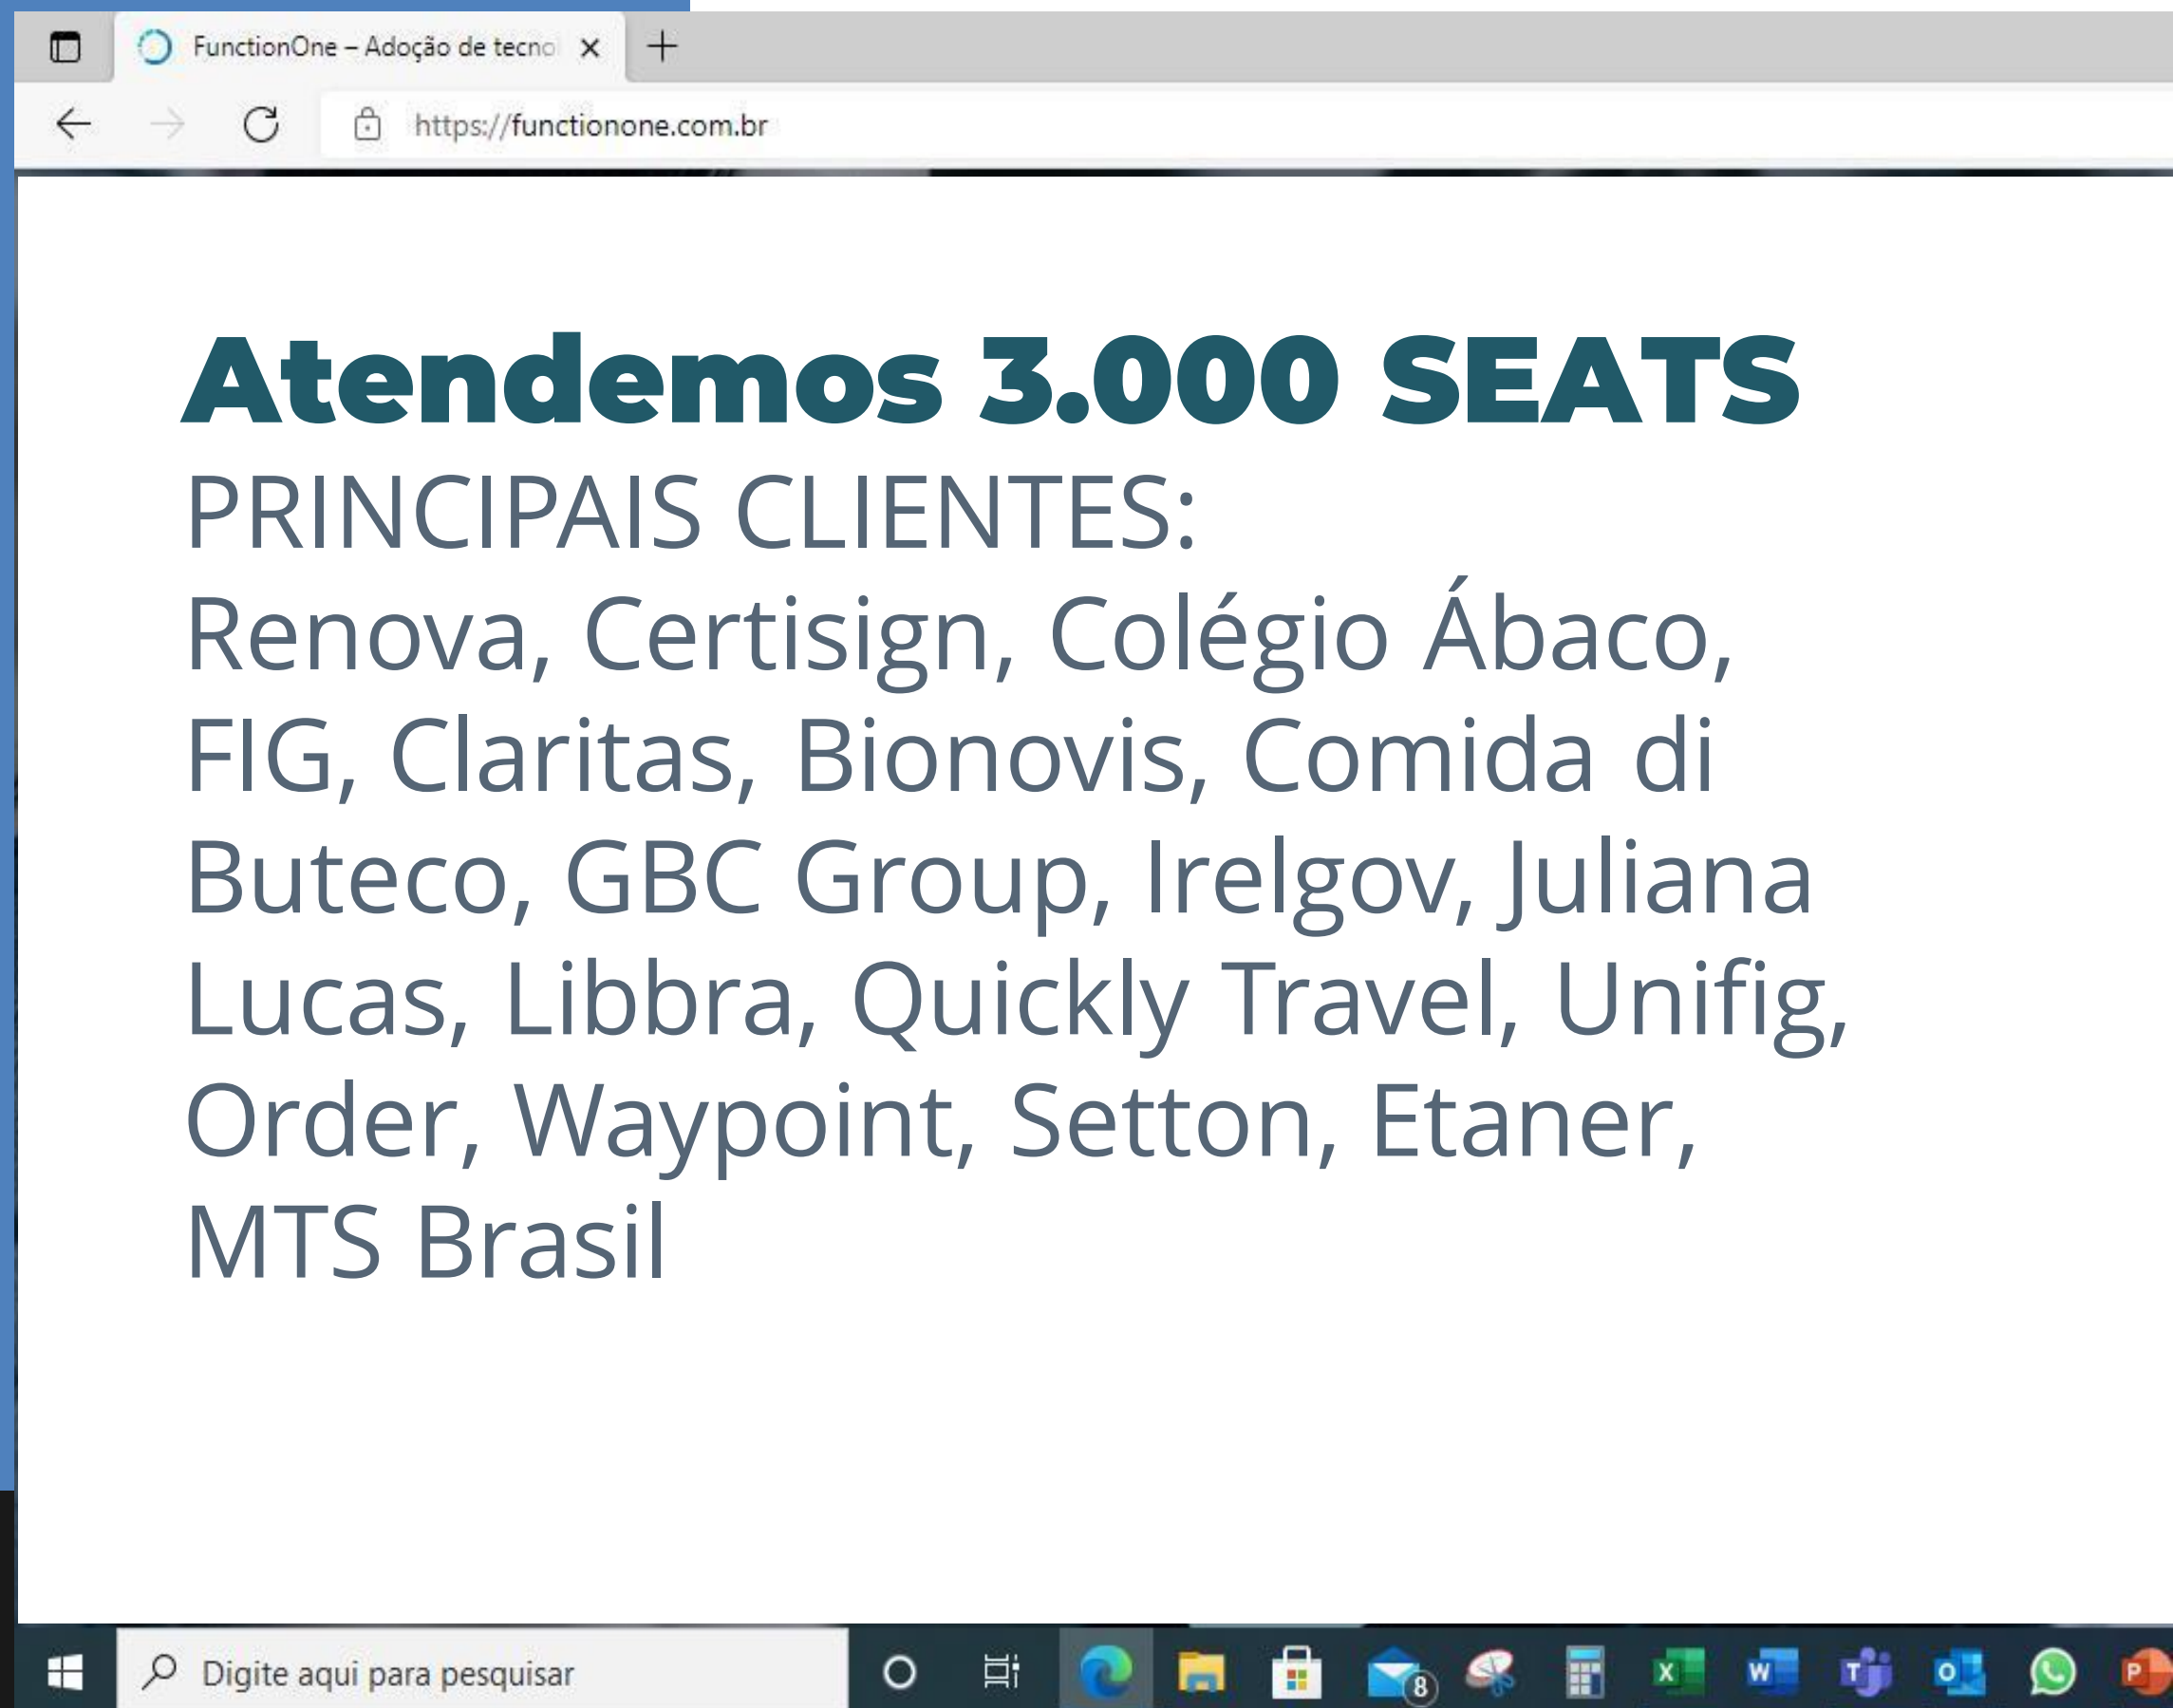 FunctionOne – Adoção de tecno
https://functionone.com.br
Atendemos 3.000 SEATS
PRINCIPAIS CLIENTES:
Renova, Certisign, Colégio Ábaco,
FIG, Claritas, Bionovis, Comida di
Buteco, GBC Group, Irelgov, Juliana
Lucas, Libbra, Quickly Travel, Unifig,
Order, Waypoint, Setton, Etaner,
MTS Brasil
Digite aqui para pesquisar
8
X
W
T
O
P